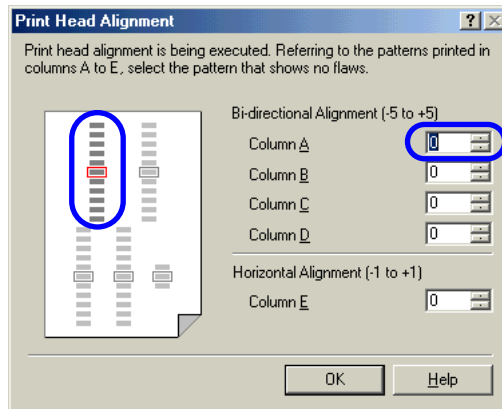 Print Head Alignment
Print head alignment is being executed. Referring to the patterns printed in
columns A to E, select the pattern that shows no flaws.
Bi-directional Alignment (-5 to +5)
Column A 0
Column B 0
Column C 0
Column D 0
Horizontal Alignment (-1 to +1)
Column E 0
OK Help